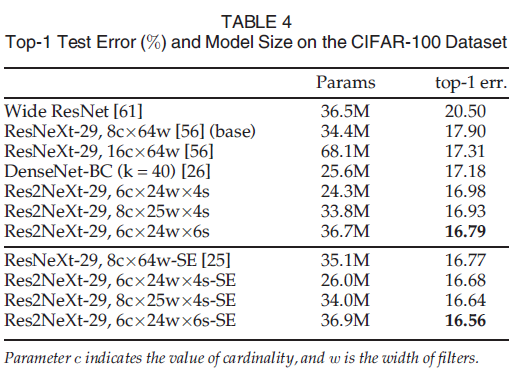 TABLE 4
Top-1 Test Error (%) and Model Size on the CIFAR-100 Dataset
Params top-1 err.
Wide ResNet [61] 36.5M 20.50
ResNeXt-29, 8c×64w [56] (base) 34.4M 17.90
ResNeXt-29, 16c×64w [56] 68.1M 17.31
DenseNet-BC (k = 40) [26] 25.6M 17.18
Res2NeXt-29, 6c×24w×4s 24.3M 16.98
Res2NeXt-29, 8c×25w×4s 33.8M 16.93
Res2NeXt-29, 6c×24w×6s 36.7M 16.79
ResNeXt-29, 8c×64w-SE [25] 35.1M 16.77
Res2NeXt-29, 6c×24w×4s-SE 26.0M 16.68
Res2NeXt-29, 8c×25w×4s-SE 34.0M 16.64
Res2NeXt-29, 6c×24w×6s-SE 36.9M 16.56
Parameter c indicates the value of cardinality, and w is the width of filters.